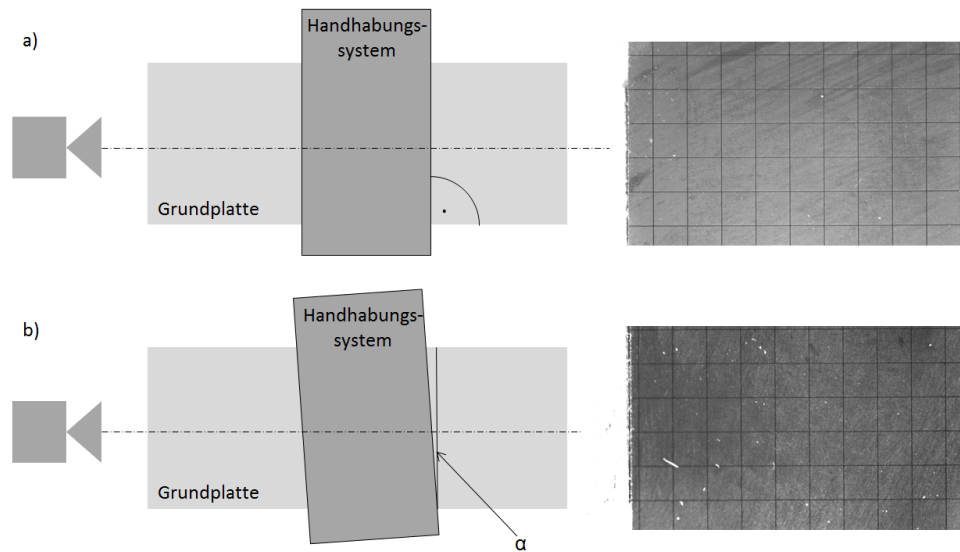 a)
Handhabungs-
system
Grundplatte
b)
Handhabungs-
system
Grundplatte
α